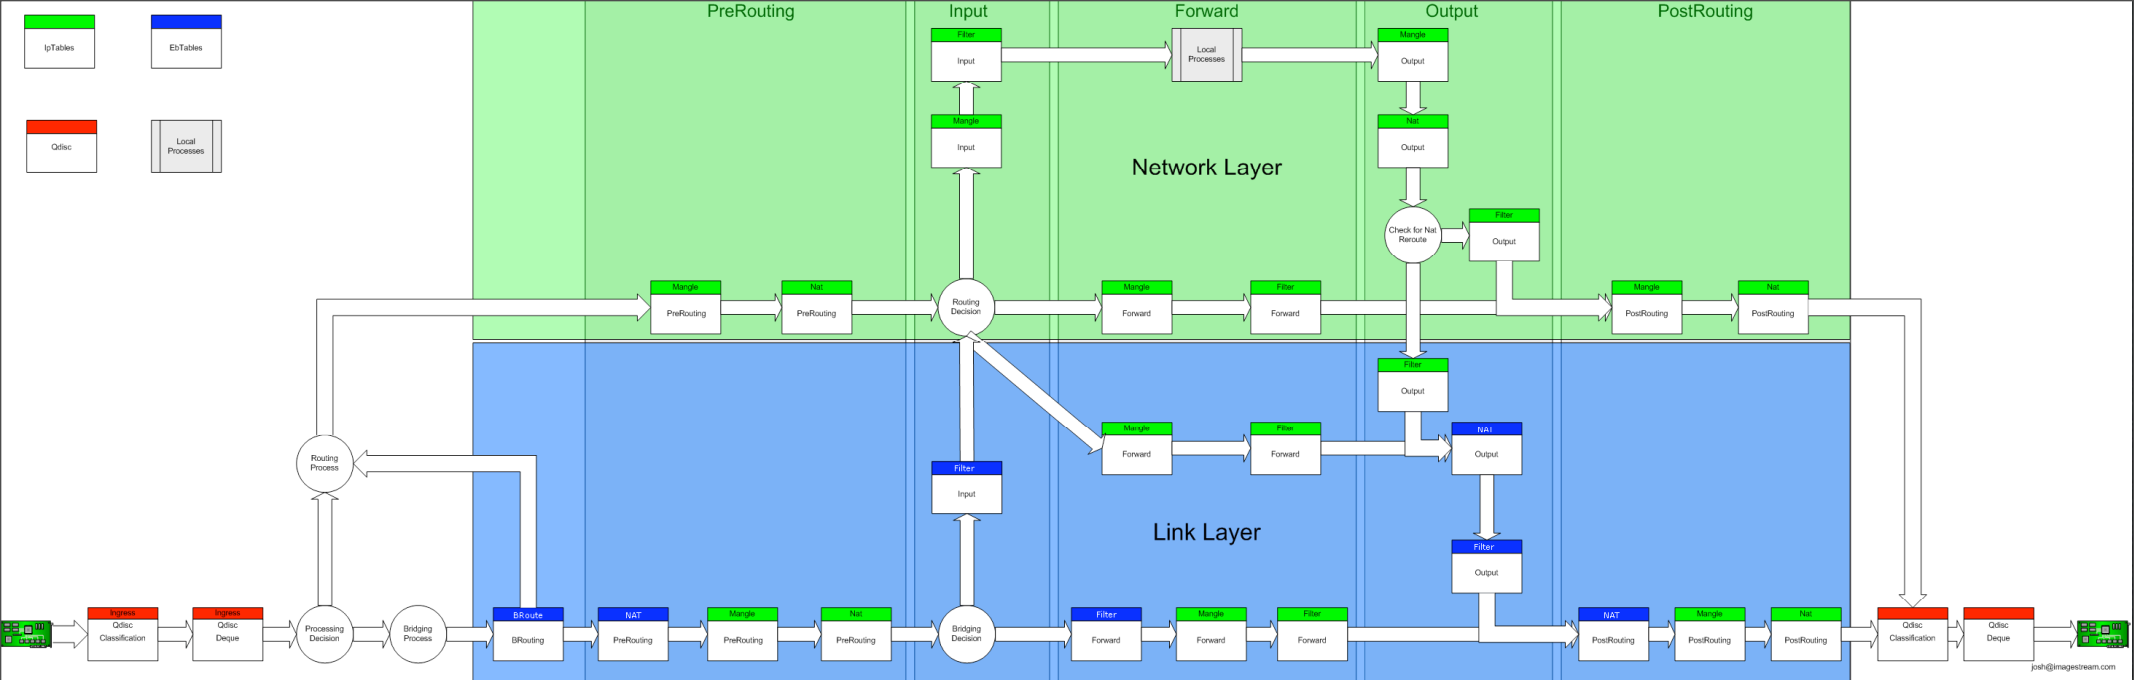 PreRouting
Input
Forward
Output
PostRouting
IpTables
EbTables
Qdisc
Local
Processes
Filter
Input
Local
Processes
Mangle
Output
Mangle
Input
Nat
Output
Network Layer
Check for Nat
Reroute
Filter
Output
Mangle
PreRouting
Nat
PreRouting
Routing
Decision
Mangle
Forward
Filter
Forward
Mangle
PostRouting
Nat
PostRouting
Filter
Output
Routing
Process
Filter
Input
Mangle
Forward
Filter
Forward
NAT
Output
Link Layer
Filter
Output
Ingress
Qdisc
Classification
Ingress
Qdisc
Deque
Processing
Decision
Bridging
Process
BRoute
BRouting
NAT
PreRouting
Mangle
PreRouting
Nat
PreRouting
Bridging
Decision
Filter
Forward
Mangle
Forward
Filter
Forward
NAT
PostRouting
Mangle
PostRouting
Nat
PostRouting
Qdisc
Classification
Qdisc
Deque
josh@imagestream.com